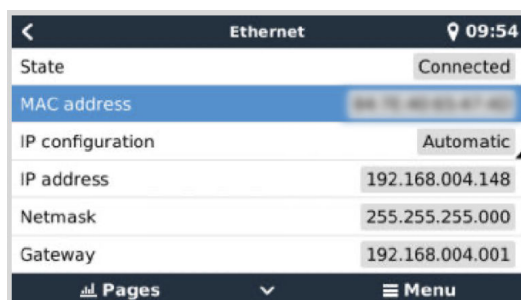 Ethernet 09:54
State Connected
MAC address
IP configuration Automatic
IP address 192.168.004.148
Netmask 255.255.255.000
Gateway 192.168.004.001
Pages Menu